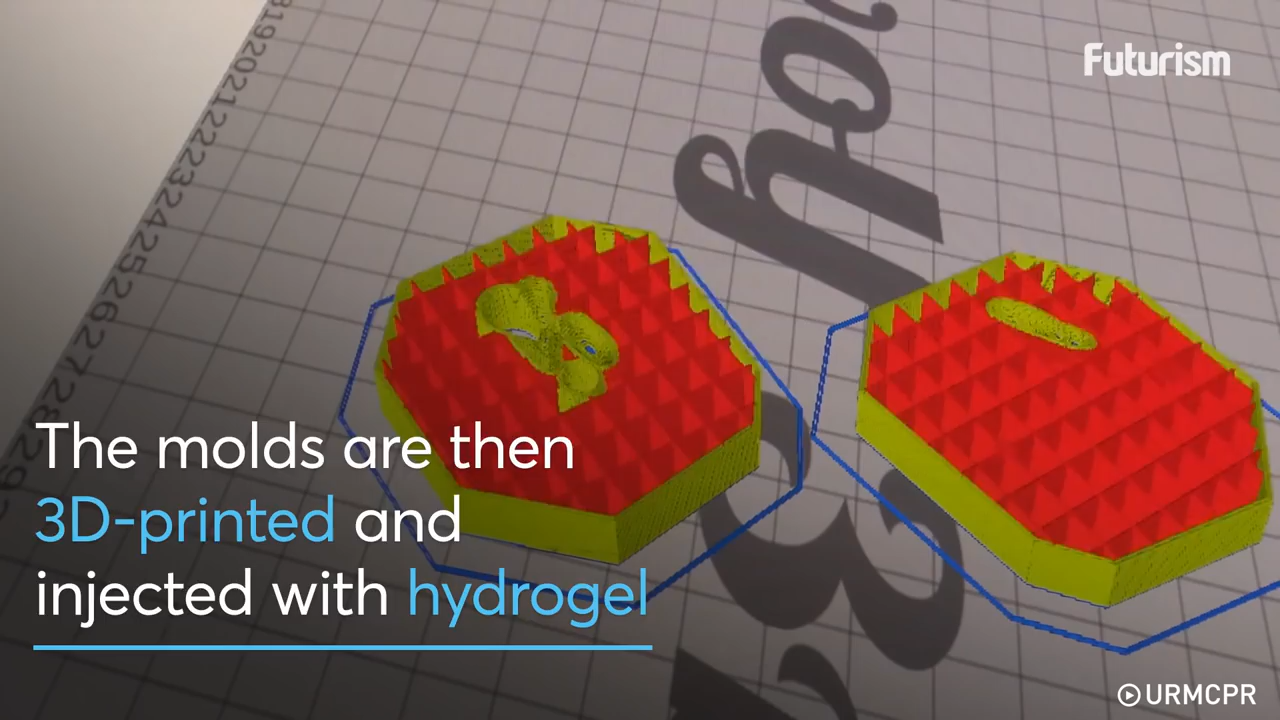 Futurism
The molds are then
3D-printed and
injected with hydrogel
URMCPR